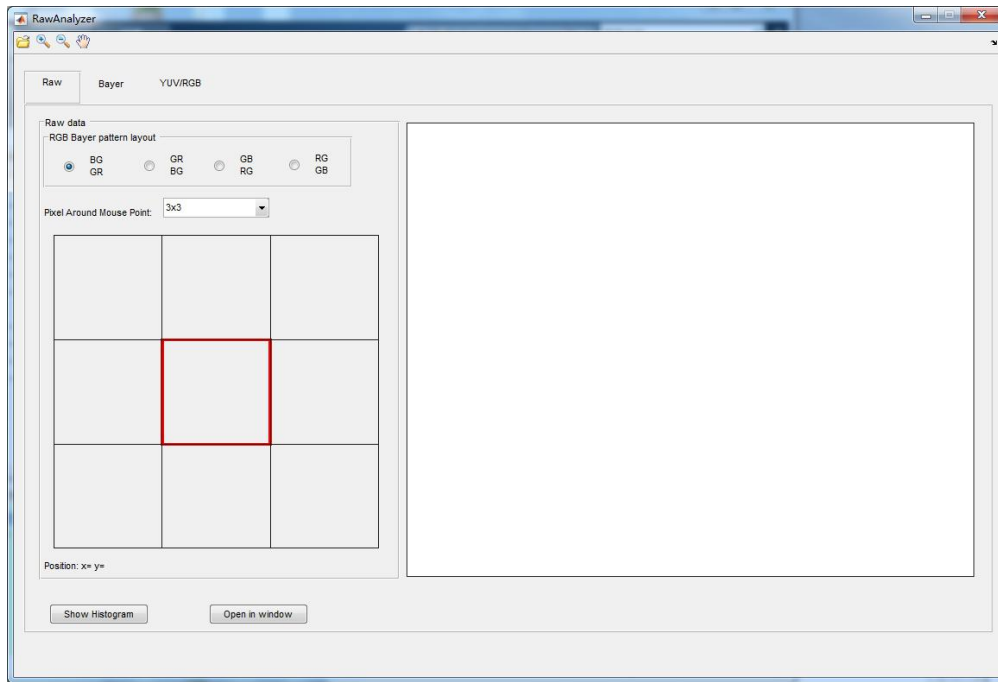 RawAnalyzer
Raw Bayer YUV/RGB
Raw data
RGB Bayer pattern layout
BG GR GB RG
GR BG RG GB
Pixel Around Mouse Point: 3x3
Position: x= y=
Show Histogram Open in window